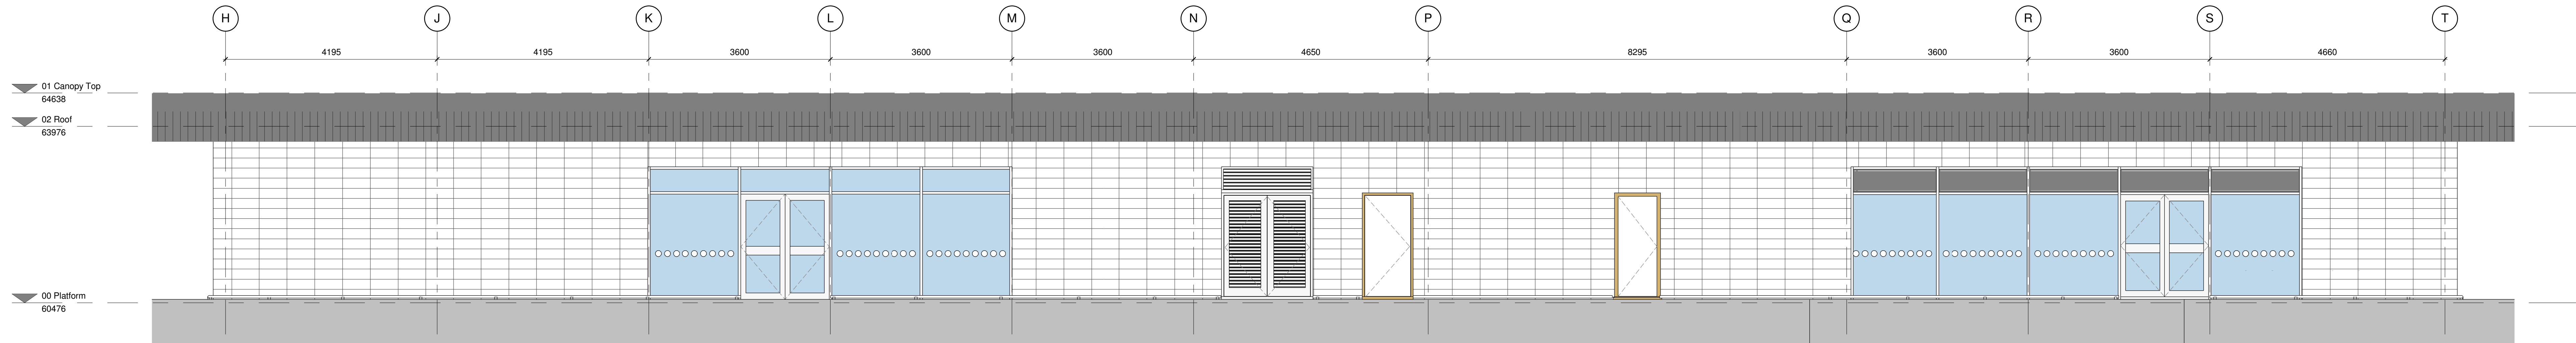 H J K L M N P Q R S T
4195 4195 3600 3600 3600 4650 8295 3600 3600 4660
01 Canopy Top
64638
02 Roof
63976
00 Platform
60476